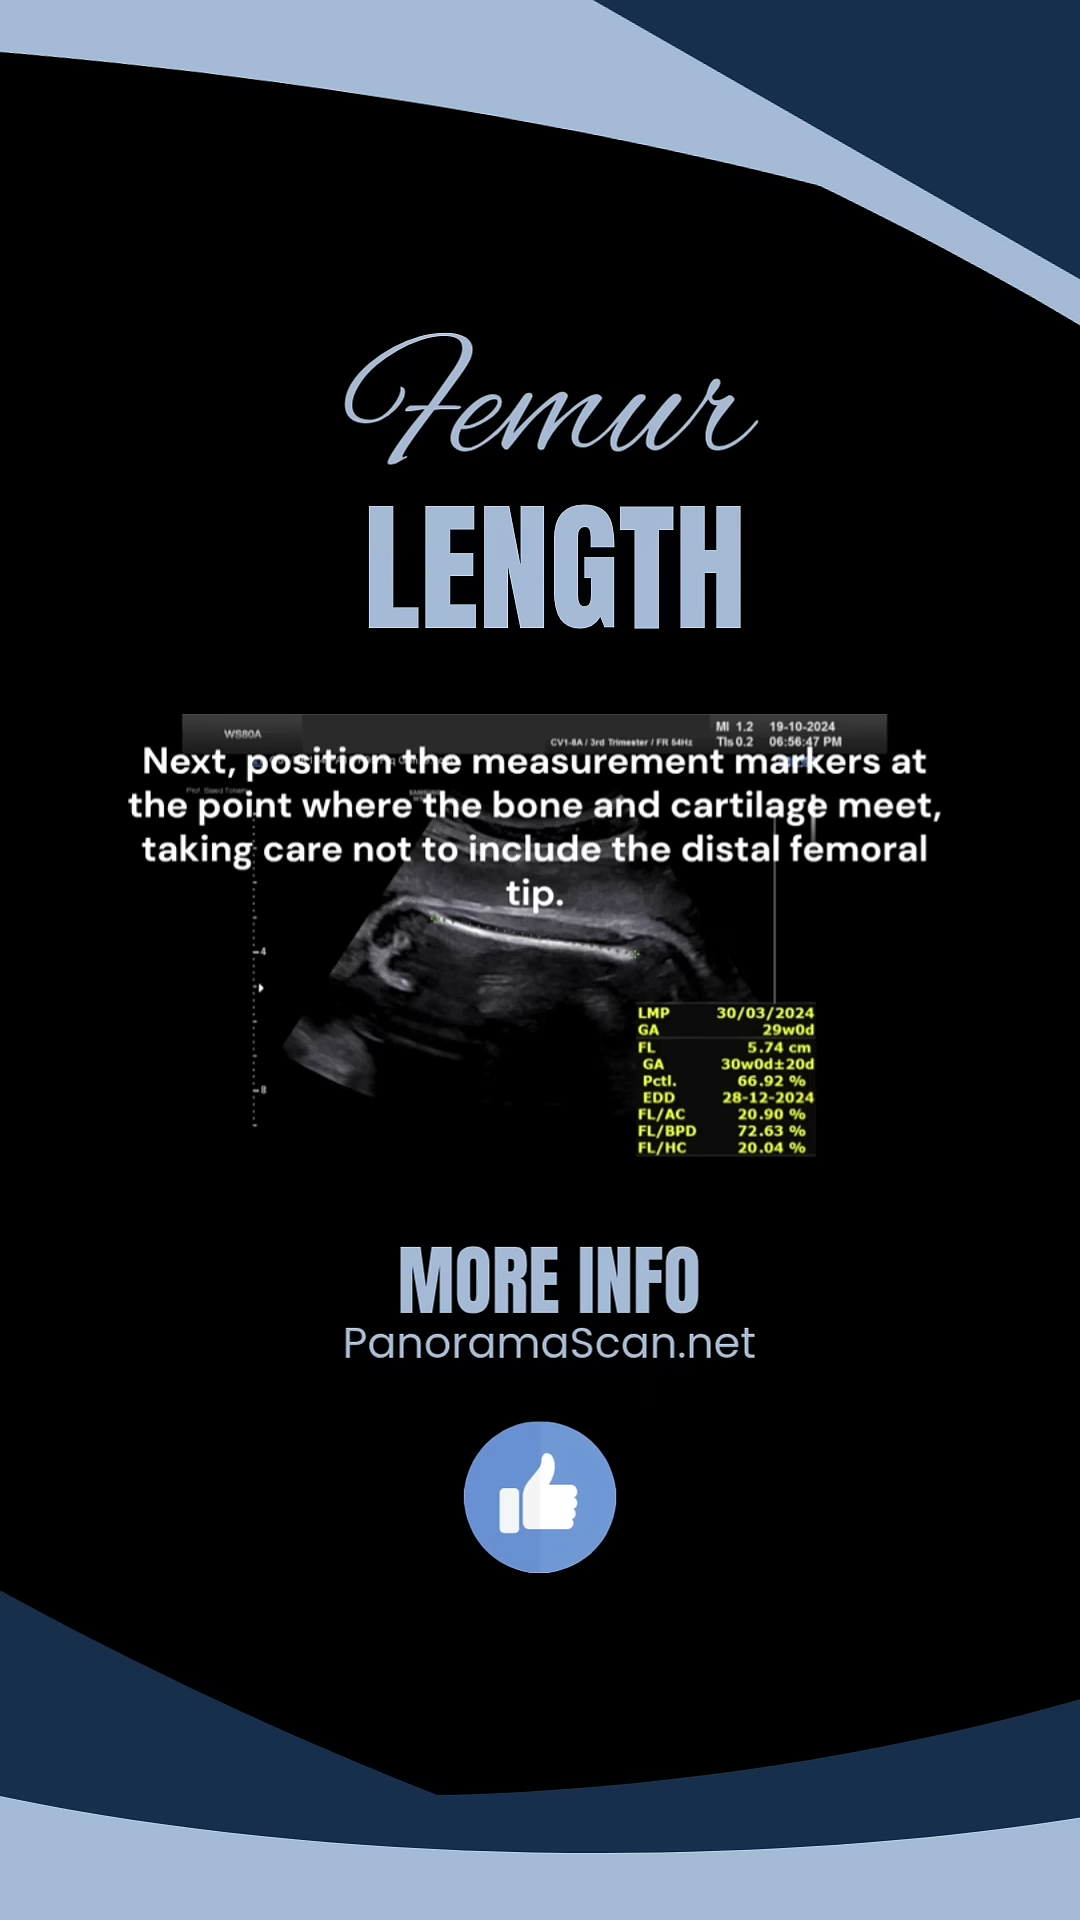 Femur
LENGTH
WS80A
MI 1.2 19-10-2024
CV1-8A / 3rd Trimester / FR 54Hz TIs 0.2 06:56:47 PM
Next, position the measurement markers at
the point where the bone and cartilage meet,
taking care not to include the distal femoral
tip.
4
8
LMP 30/03/2024
GA 29w0d
FL 5.74 cm
GA 30w0d±20d
Pctl. 66.92 %
EDD 28-12-2024
FL/AC 20.90 %
FL/BPD 72.63 %
FL/HC 20.04 %
MORE INFO
PanoramaScan.net